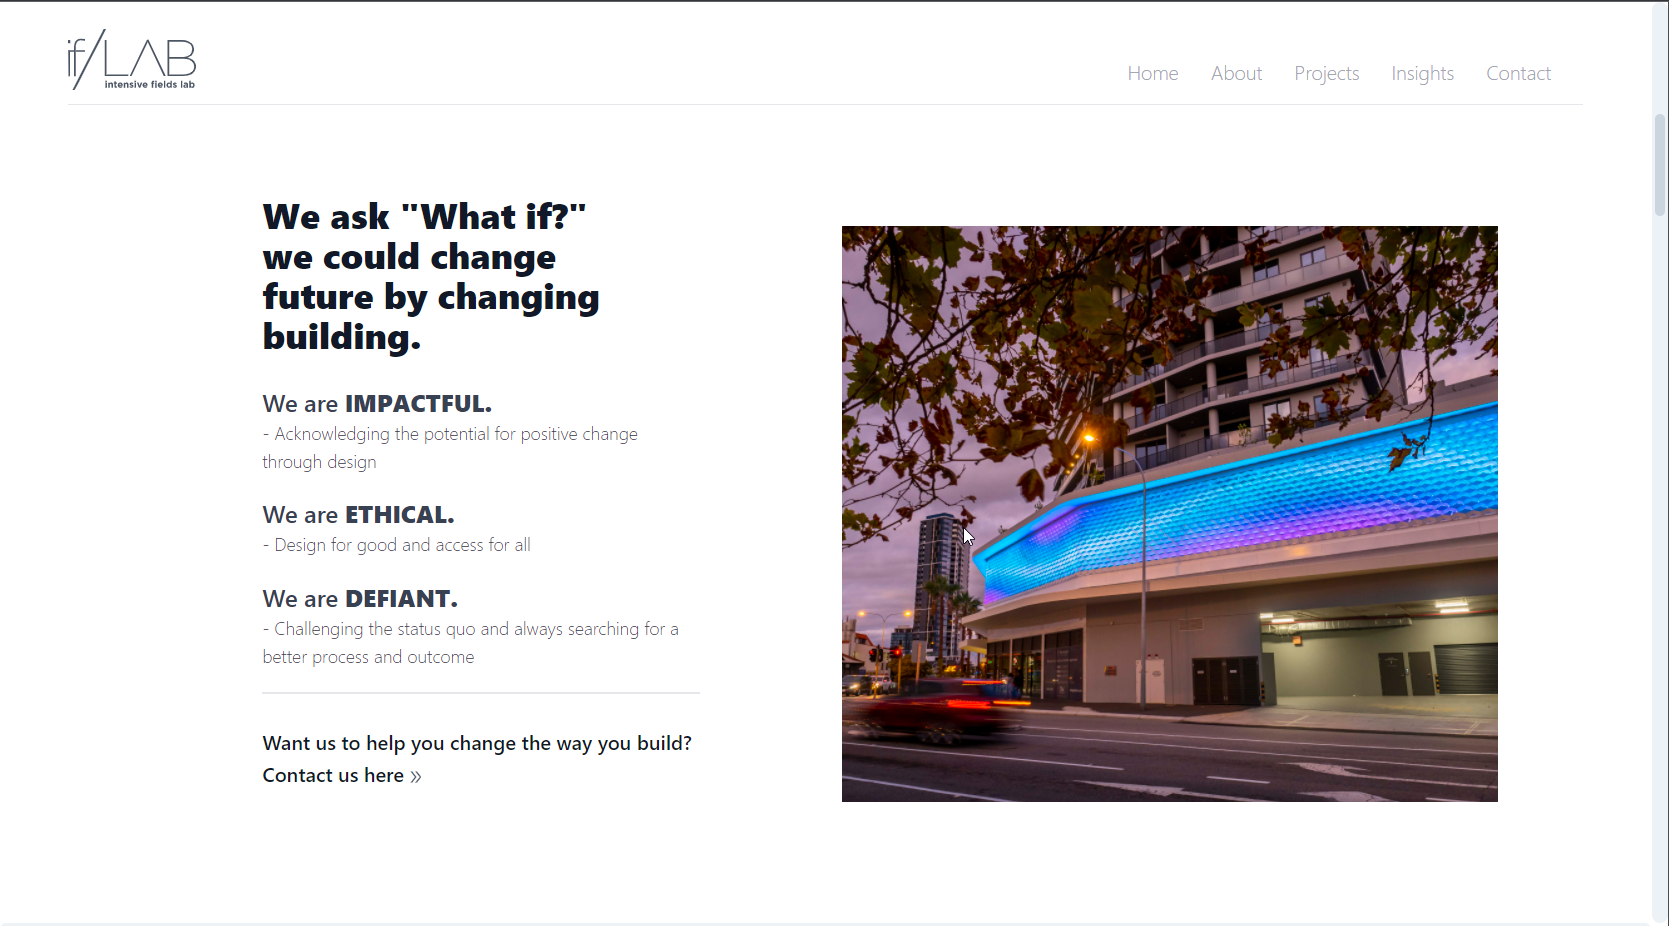 if/LAB
intensive fields lab
Home About Projects Insights Contact
We ask "What if?"
we could change
future by changing
building.
We are IMPACTFUL.
- Acknowledging the potential for positive change
through design
We are ETHICAL.
- Design for good and access for all
We are DEFIANT.
- Challenging the status quo and always searching for a
better process and outcome
Want us to help you change the way you build?
Contact us here »